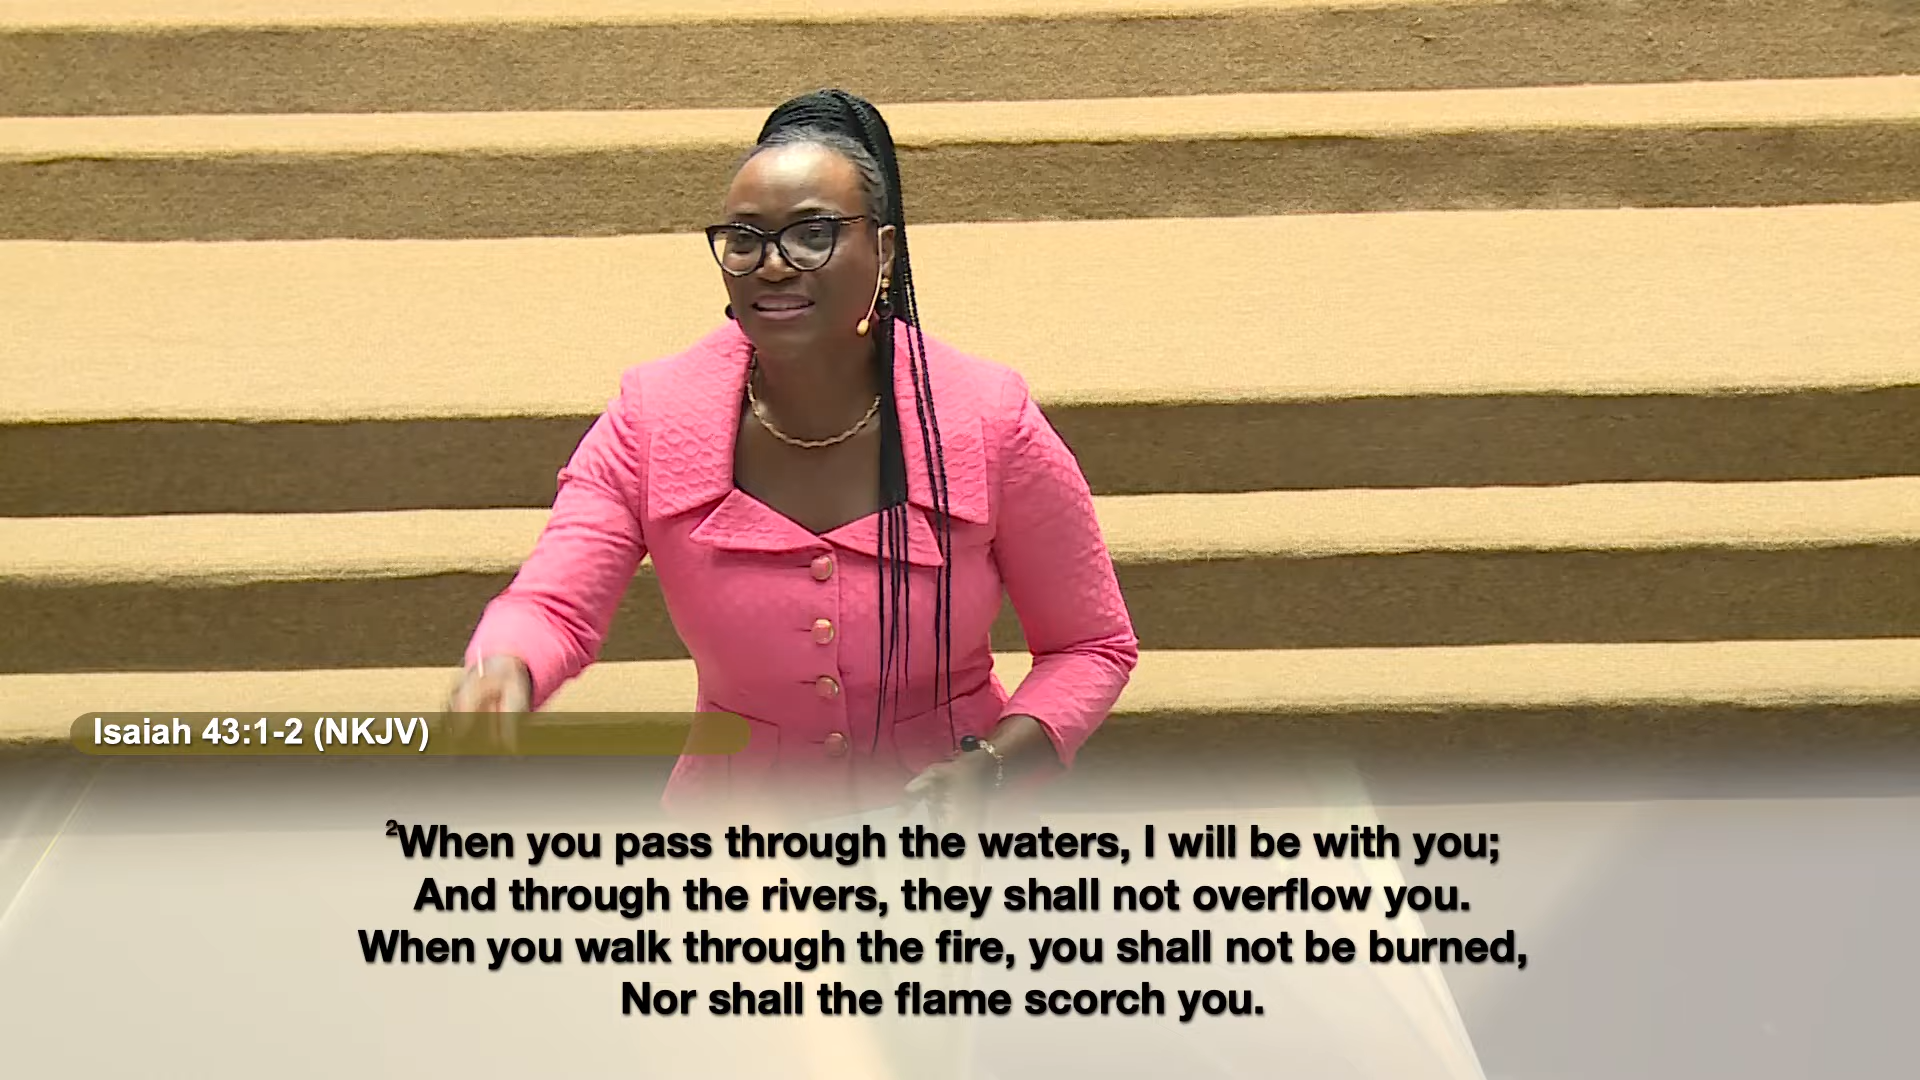 Isaiah 43:1-2 (NKJV)
²When you pass through the waters, I will be with you;
And through the rivers, they shall not overflow you.
When you walk through the fire, you shall not be burned,
Nor shall the flame scorch you.